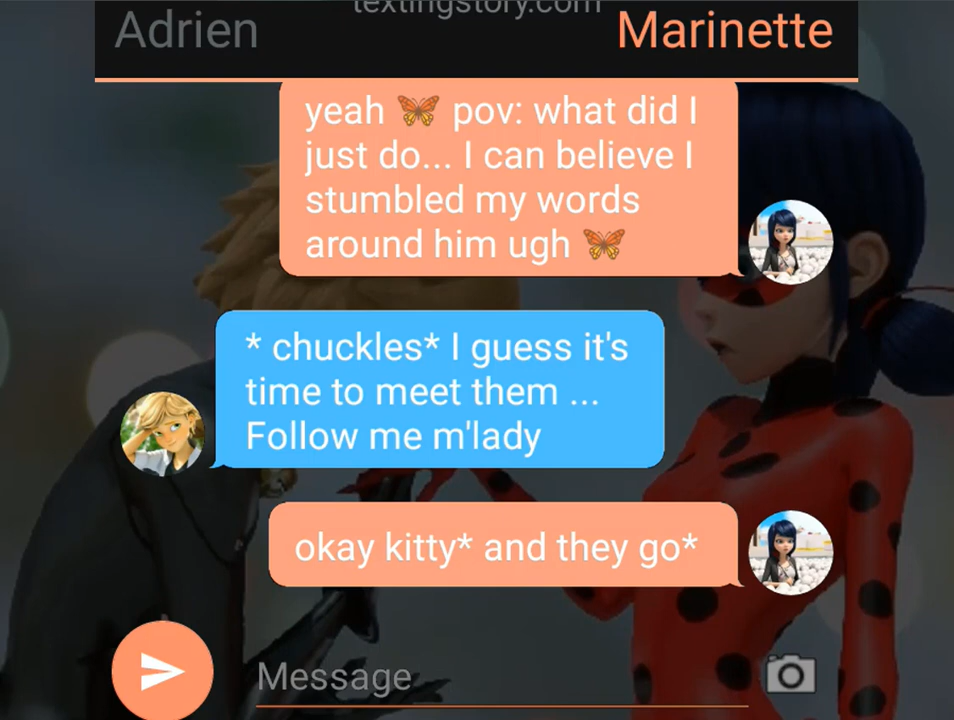 textingstory.com
Adrien Marinette
yeah 🦋 pov: what did I
just do... I can believe I
stumbled my words
around him ugh 🦋
* chuckles* I guess it's
time to meet them ...
Follow me m'lady
okay kitty* and they go*
Message